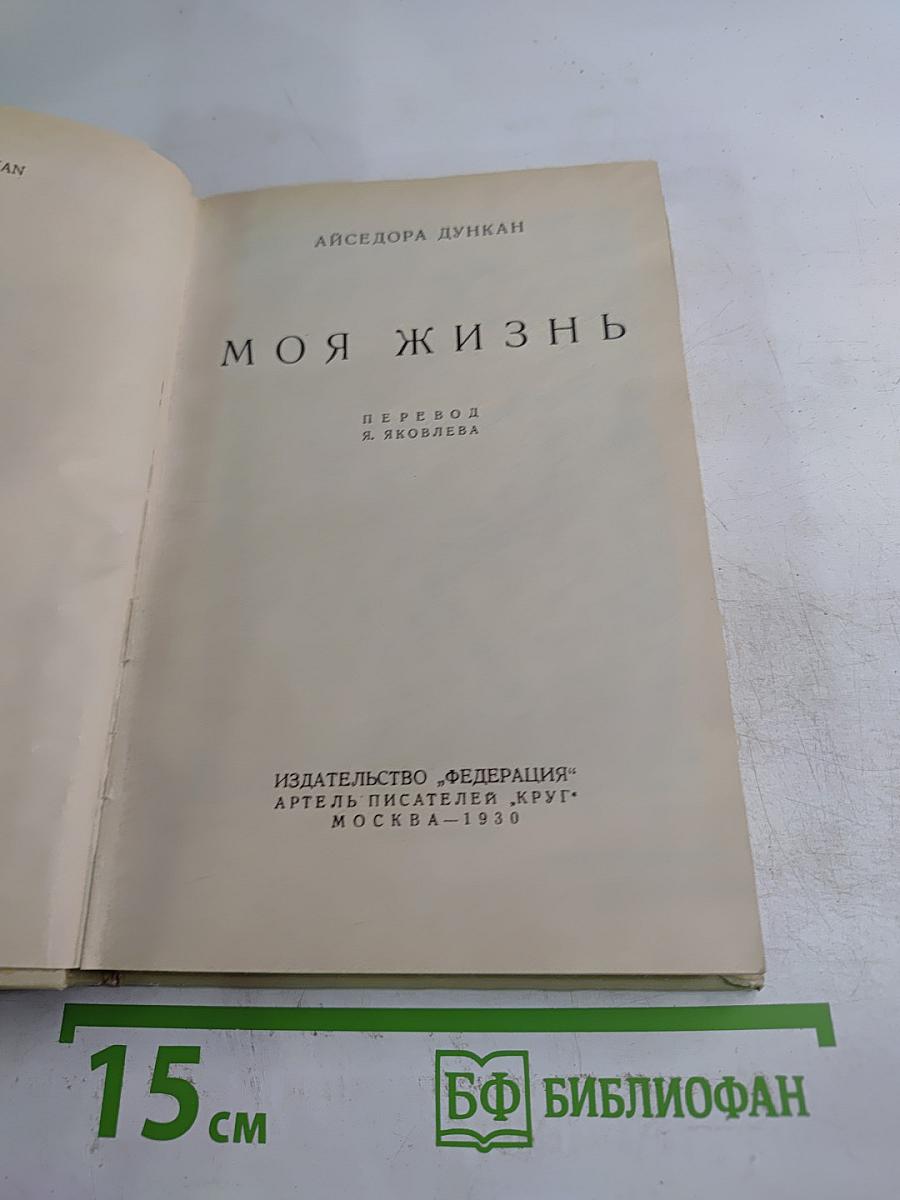 АЙСЕДОРА ДУНКАН
МОЯ ЖИЗНЬ
ПЕРЕВОД
Я. ЯКОВЛЕВА
ИЗДАТЕЛЬСТВО „ФЕДЕРАЦИЯ“
АРТЕЛЬ ПИСАТЕЛЕЙ „КРУГ“
МОСКВА—1930
15 см
БФ БИБЛИОФАН